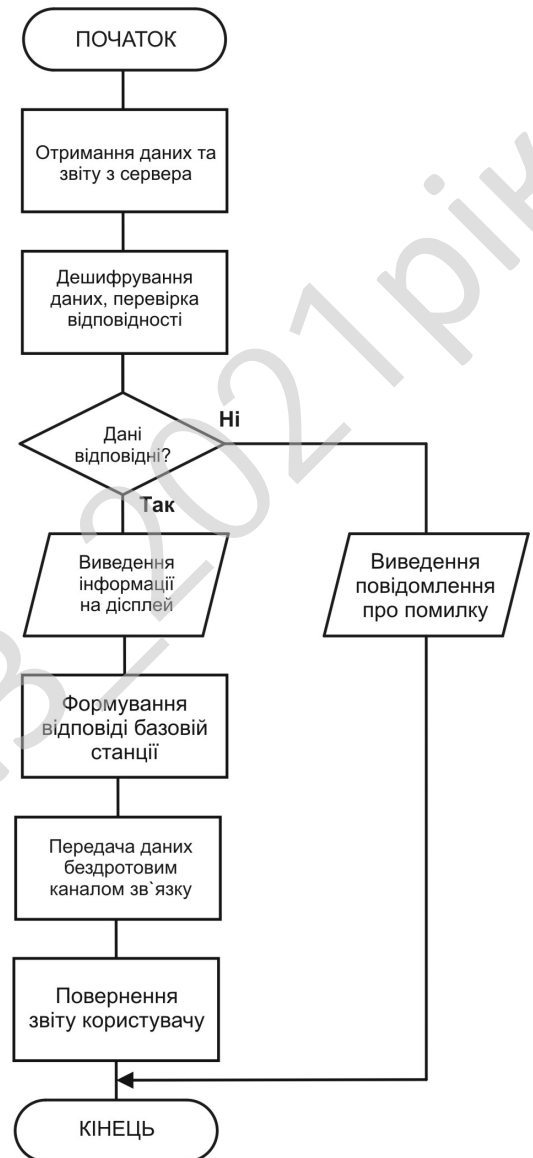 ПОЧАТОК
Отримання даних та
звіту з сервера
Дешифрування
даних, перевірка
відповідності
Дані
відповідні?
Ні
Так
Виведення
інформації
на дісплей
Виведення
повідомлення
про помилку
Формування
відповіді базовій
станції
Передача даних
бездротовим
каналом зв`язку
Повернення
звіту користувачу
КІНЕЦЬ
_2021рік